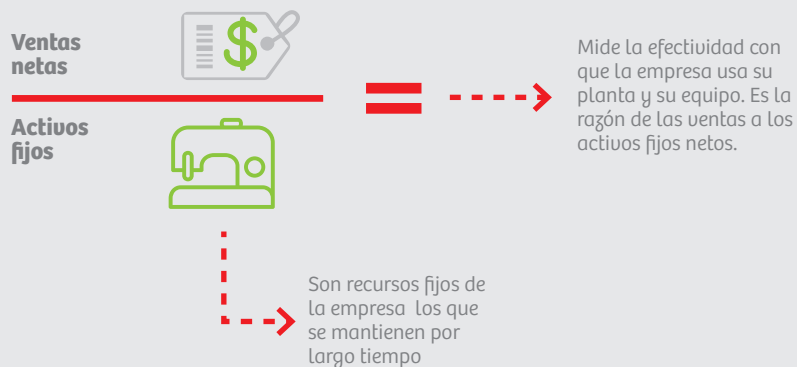 Ventas
netas
$
Activos
fijos
=
Mide la efectividad con
que la empresa usa su
planta y su equipo. Es la
razón de las ventas a los
activos fijos netos.
Son recursos fijos de
la empresa los que
se mantienen por
largo tiempo